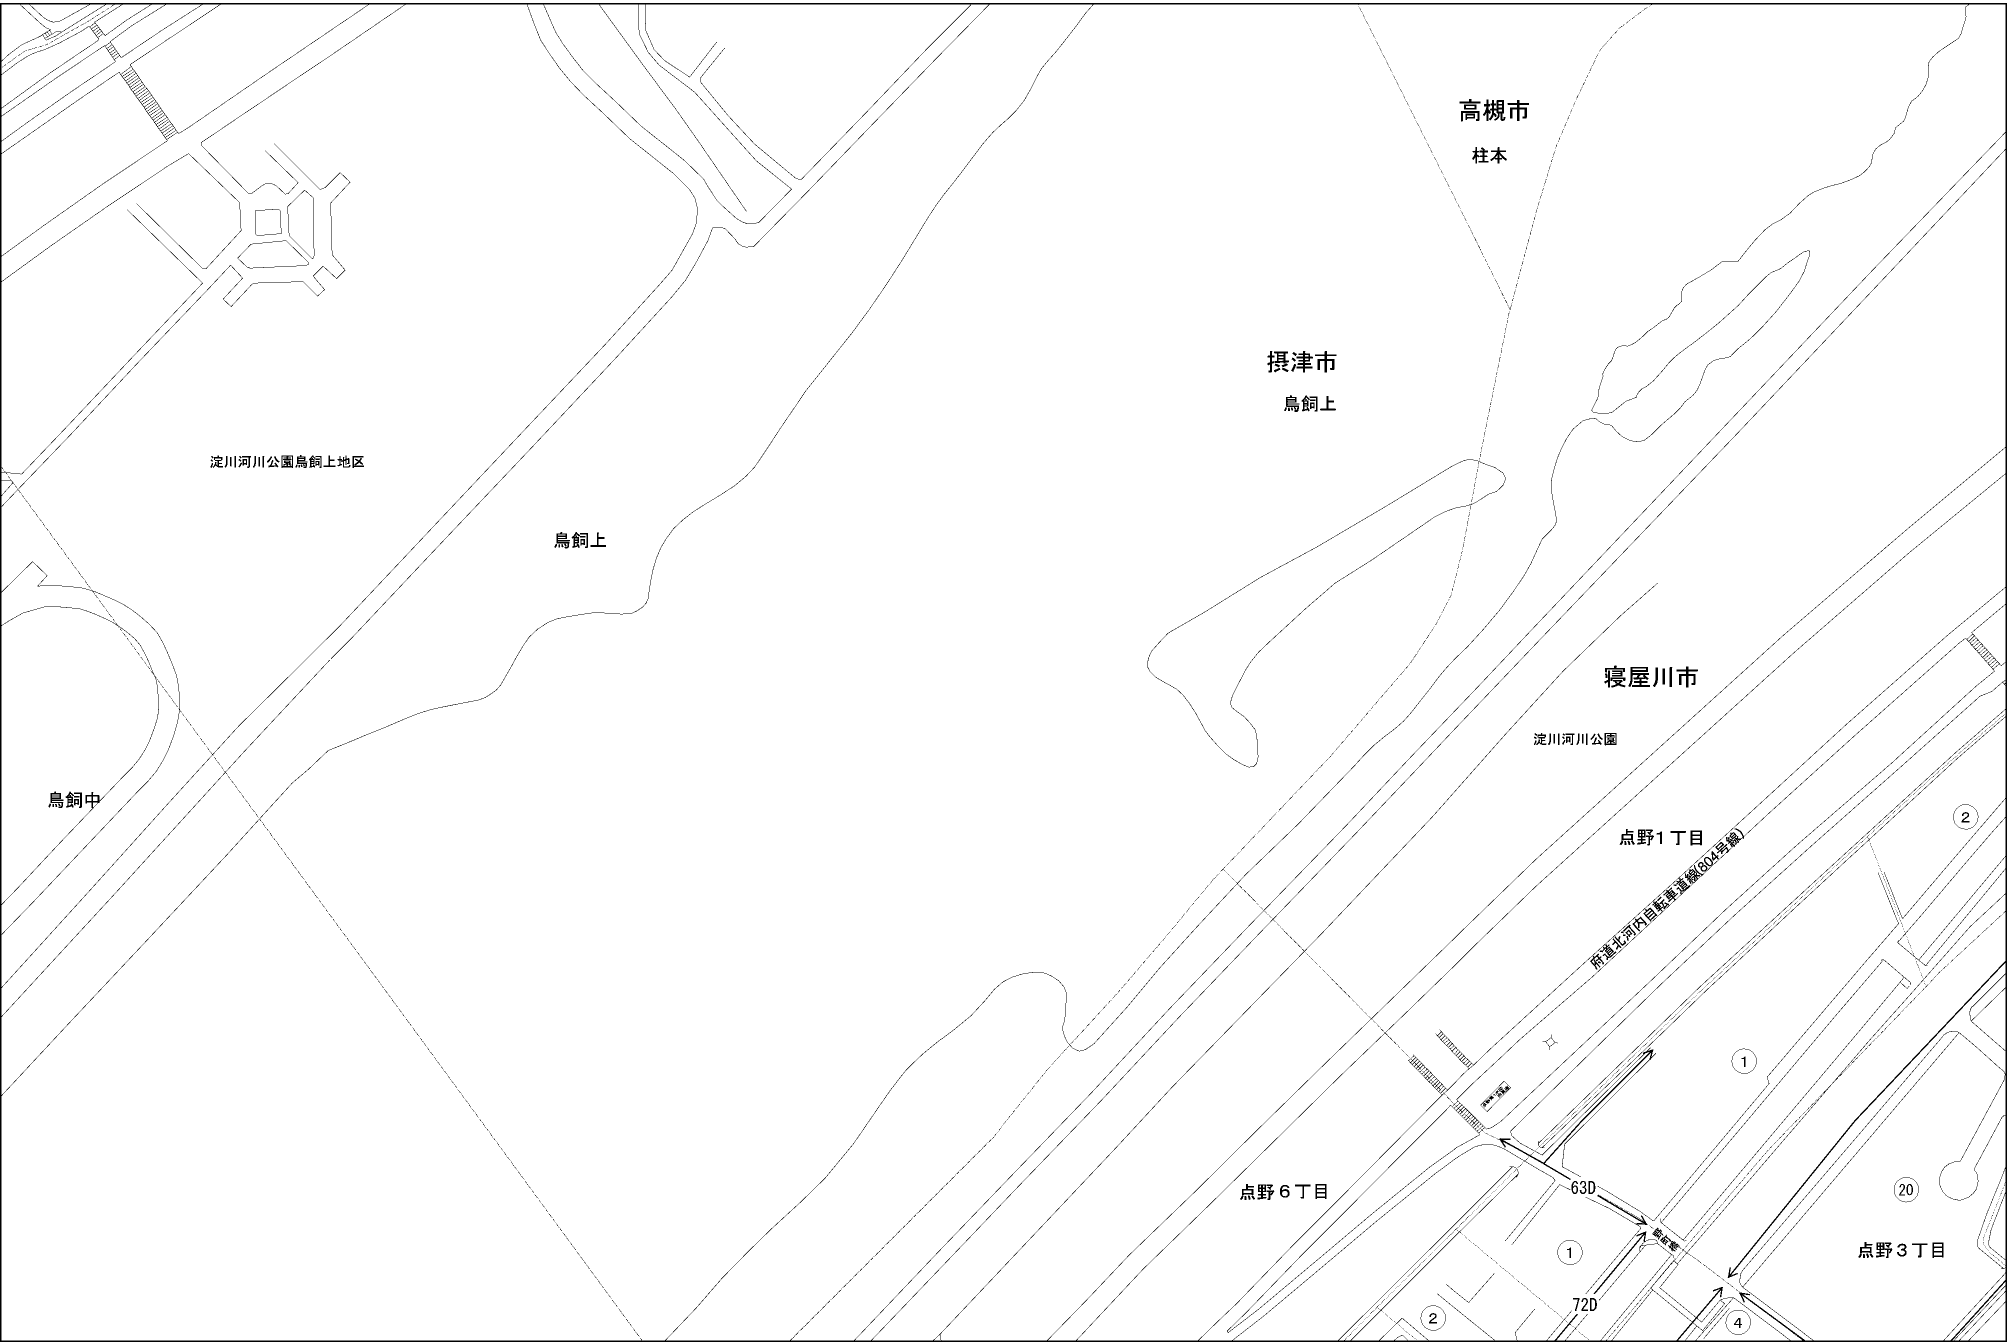 高槻市
柱本
摂津市
鳥飼上
淀川河川公園鳥飼上地区
鳥飼上
寝屋川市
淀川河川公園
鳥飼中
点野1丁目
2
府道北河内自転車道線(804号線)
1
点野6丁目
63D
20
1
点野3丁目
72D
2
4